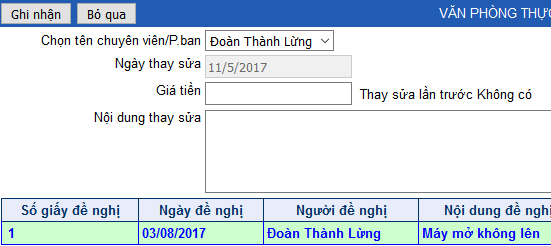 Ghi nhận Bỏ qua VĂN PHÒNG THỰC
Chọn tên chuyên viên/P.ban Đoàn Thành Lừng
Ngày thay sửa 11/5/2017
Giá tiền Thay sửa lần trước Không có
Nội dung thay sửa
Số giấy đề nghị Ngày đề nghị Người đề nghị Nội dung đề nghị
1 03/08/2017 Đoàn Thành Lừng Máy mở không lên